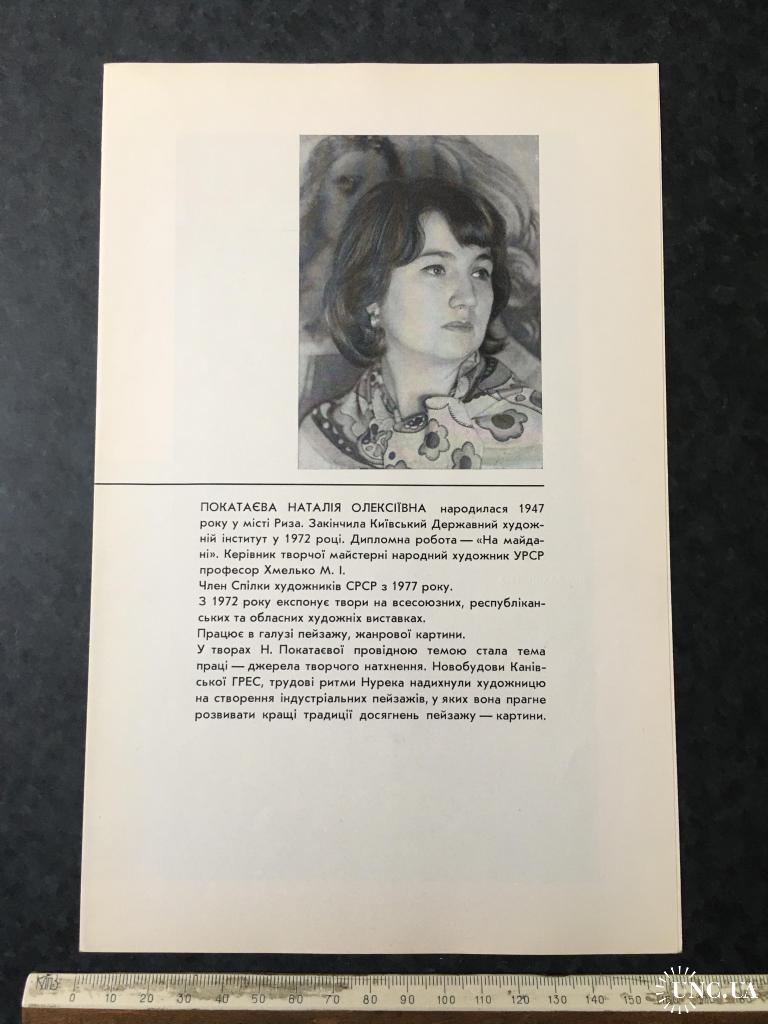 ПОКАТАЄВА НАТАЛІЯ ОЛЕКСІЇВНА народилася 1947
року у місті Риза. Закінчила Київський Державний худож-
ній інститут у 1972 році. Дипломна робота — «На майда-
ні». Керівник творчої майстерні народний художник УРСР
професор Хмелько М. І.
Член Спілки художників СРСР з 1977 року.
З 1972 року експонує твори на всесоюзних, республікан-
ських та обласних художніх виставках.
Працює в галузі пейзажу, жанрової картини.
У творах Н. Покатаєвої провідною темою стала тема
праці — джерела творчого натхнення. Новобудови Канів-
ської ГРЕС, трудові ритми Нурека надихнули художницю
на створення індустріальних пейзажів, у яких вона прагне
розвивати кращі традиції досягнень пейзажу — картини.
0 10 20 30 40 50 60 70 80 90 100 110 120 130 140 150
UNC.UA